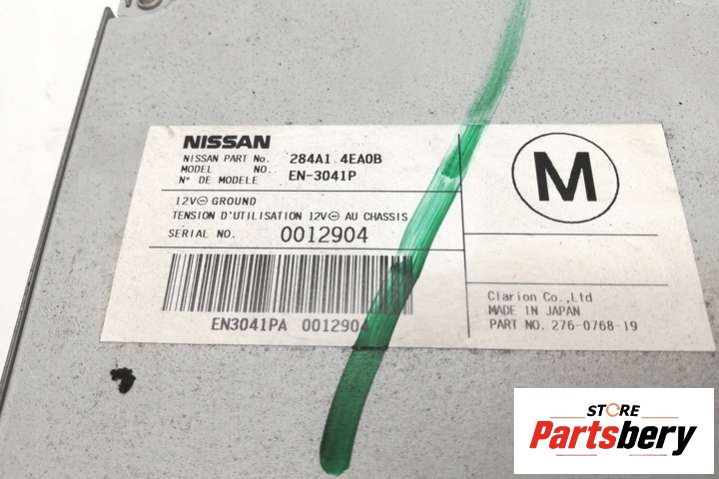 NISSAN
NISSAN PART No. 284A1 4EA0B
MODEL NO. EN-3041P
N° DE MODELE
12V⊖ GROUND
TENSION D'UTILISATION 12V⊖ AU CHASSIS
SERIAL NO. 0012904
EN3041PA 0012904
M
Clarion Co.,Ltd
MADE IN JAPAN
PART NO. 276-0768-19
STORE
Partsbery